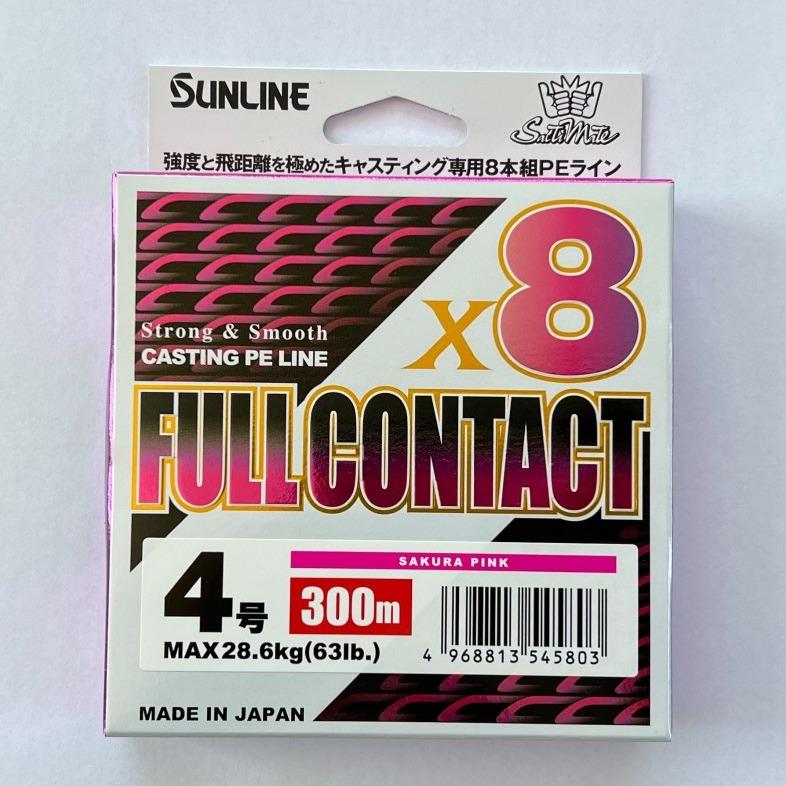 SUNLINE
SaltiMate
強度と飛距離を極めたキャスティング専用8本組PEライン
x8
Strong & Smooth
CASTING PE LINE
FULL CONTACT
SAKURA PINK
4号
300m
MAX28.6kg(63lb.)
4 968813 545803
MADE IN JAPAN